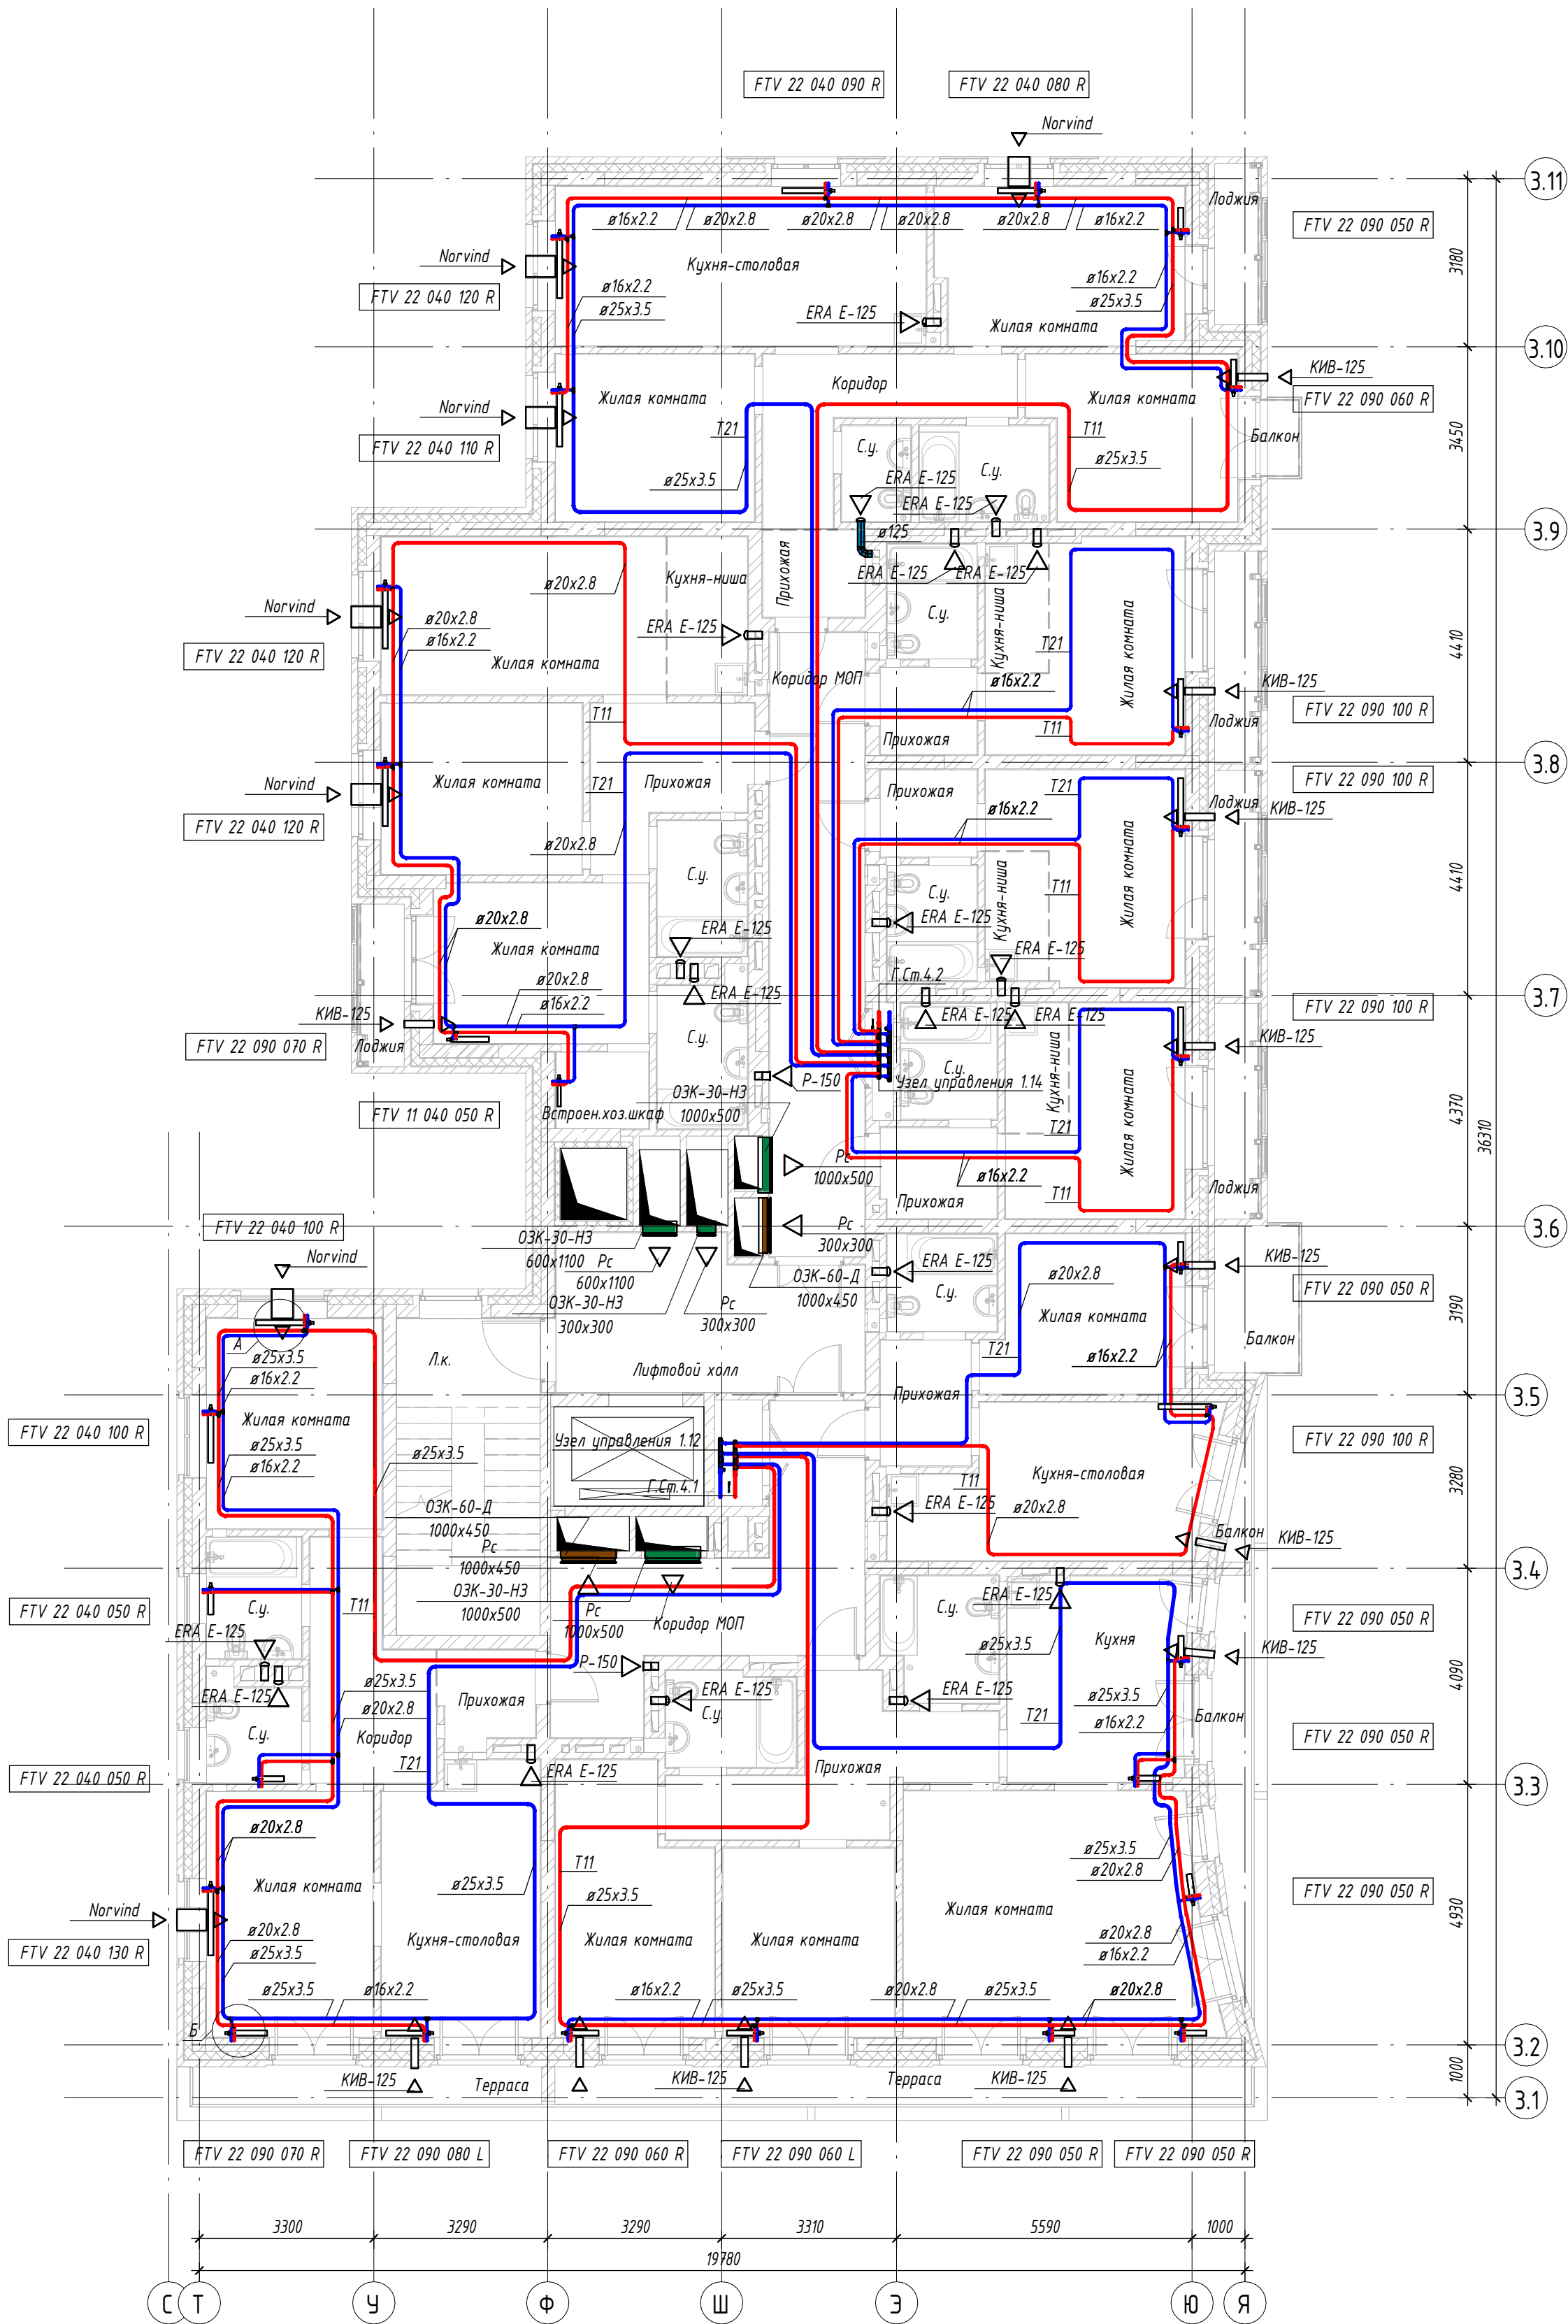 FTV 22 040 090 R
FTV 22 040 080 R
Norvind
3.11
Лоджия
FTV 22 090 050 R
ø16x2.2
ø20x2.8
ø20x2.8
ø20x2.8
ø20x2.8
ø16x2.2
Norvind
Кухня-столовая
3180
FTV 22 040 120 R
ø16x2.2
ø25x3.5
ø16x2.2
ø25x3.5
ERA E-125
Жилая комната
3.10
КИВ-125
Коридор
Norvind
Жилая комната
Жилая комната
FTV 22 090 060 R
T21
T11
Балкон
3450
FTV 22 040 110 R
С.у.
ø25x3.5
С.у.
ø25x3.5
ERA E-125
ERA E-125
3.9
ø125
Прихожая
ø20x2.8
Кухня-ниша
ERA E-125
ERA E-125
Norvind
С.у.
Кухня-ниша
ø20x2.8
ERA E-125
ø16x2.2
T21
Жилая комната
4410
FTV 22 040 120 R
Жилая комната
Коридор МОП
ø16x2.2
КИВ-125
FTV 22 090 100 R
T11
Прихожая
T11
Лоджия
3.8
Norvind
Жилая комната
T21
Прихожая
Прихожая
T21
FTV 22 090 100 R
Лоджия
КИВ-125
ø16x2.2
FTV 22 040 120 R
ø20x2.8
Жилая комната
С.у.
С.у.
T11
4410
ø20x2.8
ERA E-125
Кухня-ниша
Жилая комната
ERA E-125
ERA E-125
ø20x2.8
Г.Ст.4.2
ERA E-125
3.7
ø16x2.2
ERA E-125
ERA E-125
FTV 22 090 100 R
КИВ-125
Лоджия
С.у.
КИВ-125
FTV 22 090 070 R
С.у.
Кухня-ниша
P-150
Узел управления 1.14
ОЗК-30-НЗ
1000x500
FTV 11 040 050 R
Встроен.хоз.шкаф
T21
Жилая комната
4370
36310
Рс
1000x500
ø16x2.2
Прихожая
T11
Лоджия
FTV 22 040 100 R
Рс
300x300
3.6
ОЗК-30-НЗ
600x1100
Рс
600x1100
Norvind
ERA E-125
КИВ-125
ОЗК-60-Д
1000x450
ø20x2.8
FTV 22 090 050 R
ОЗК-30-НЗ
300x300
Рс
300x300
С.у.
Жилая комната
3190
Балкон
А
Л.к.
T21
ø16x2.2
ø25x3.5
ø16x2.2
Лифтовой холл
Прихожая
3.5
Жилая комната
FTV 22 040 100 R
ø25x3.5
ø16x2.2
ø25x3.5
Узел управления 1.12
FTV 22 090 100 R
Кухня-столовая
T11
Г.Ст.4.1
ø20x2.8
3280
ОЗК-60-Д
1000x450
ERA E-125
Балкон
КИВ-125
Рс
1000x450
3.4
ОЗК-30-НЗ
1000x500
ERA E-125
FTV 22 040 050 R
С.у.
T11
Рс
1000x500
Коридор МОП
С.у.
FTV 22 090 050 R
ERA E-125
ø25x3.5
Кухня
КИВ-125
P-150
ø25x3.5
ERA E-125
ERA E-125
ERA E-125
ø25x3.5
4090
Прихожая
С.у.
ø20x2.8
T21
ø16x2.2
Балкон
С.у.
Коридор
FTV 22 090 050 R
T21
ERA E-125
Прихожая
FTV 22 040 050 R
3.3
ø20x2.8
ø25x3.5
ø20x2.8
T11
Жилая комната
ø25x3.5
ø25x3.5
FTV 22 090 050 R
Norvind
Жилая комната
4930
FTV 22 040 130 R
ø20x2.8
ø25x3.5
Кухня-столовая
Жилая комната
Жилая комната
ø20x2.8
ø16x2.2
ø25x3.5
ø16x2.2
ø16x2.2
ø25x3.5
ø20x2.8
ø25x3.5
ø20x2.8
Б
3.2
КИВ-125
Терраса
КИВ-125
Терраса
КИВ-125
1000
3.1
FTV 22 090 070 R
FTV 22 090 080 L
FTV 22 090 060 R
FTV 22 090 060 L
FTV 22 090 050 R
FTV 22 090 050 R
3300
3290
3290
3310
5590
1000
19780
С
Т
У
Ф
Ш
Э
Ю
Я